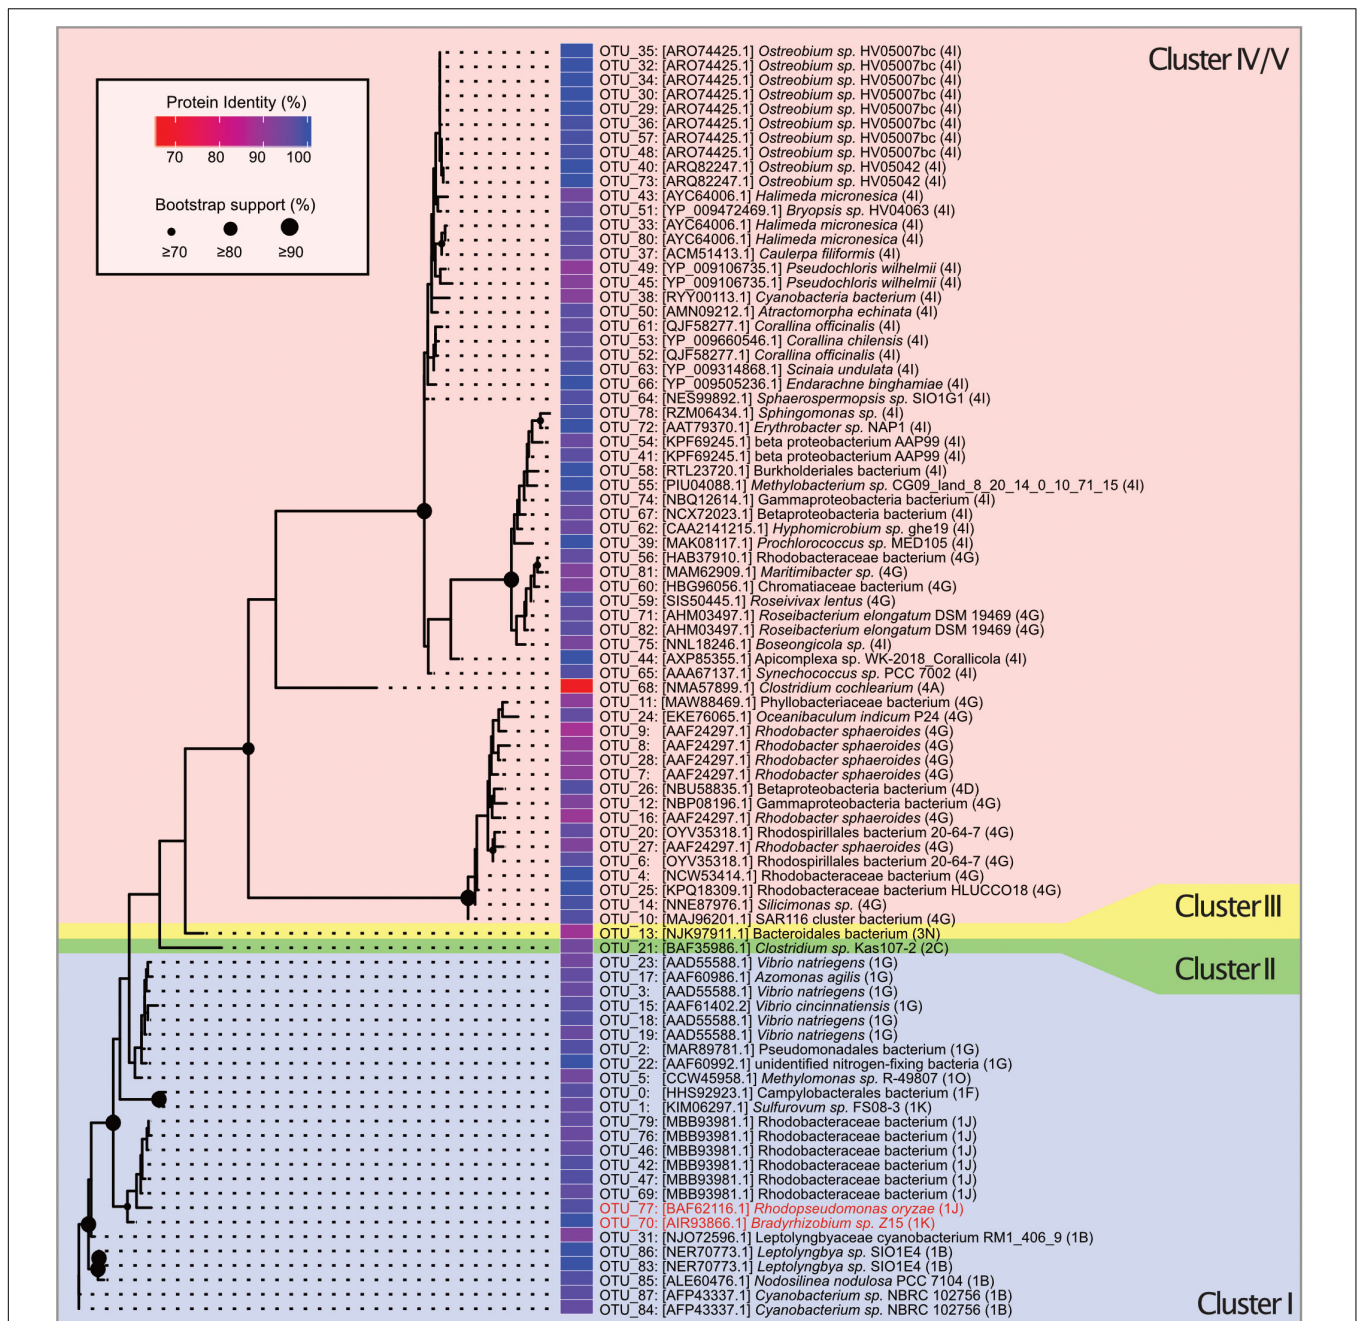 Cluster IV/V
Protein Identity (%)
70 80 90 100
Bootstrap support (%)
≥70 ≥80 ≥90
OTU_35: [ARO74425.1] Ostreobium sp. HV05007bc (4I)
OTU_32: [ARO74425.1] Ostreobium sp. HV05007bc (4I)
OTU_34: [ARO74425.1] Ostreobium sp. HV05007bc (4I)
OTU_30: [ARO74425.1] Ostreobium sp. HV05007bc (4I)
OTU_29: [ARO74425.1] Ostreobium sp. HV05007bc (4I)
OTU_36: [ARO74425.1] Ostreobium sp. HV05007bc (4I)
OTU_57: [ARO74425.1] Ostreobium sp. HV05007bc (4I)
OTU_48: [ARO74425.1] Ostreobium sp. HV05007bc (4I)
OTU_40: [ARQ82247.1] Ostreobium sp. HV05042 (4I)
OTU_73: [ARQ82247.1] Ostreobium sp. HV05042 (4I)
OTU_43: [AYC64006.1] Halimeda micronesica (4I)
OTU_51: [YP_009472469.1] Bryopsis sp. HV04063 (4I)
OTU_33: [AYC64006.1] Halimeda micronesica (4I)
OTU_80: [AYC64006.1] Halimeda micronesica (4I)
OTU_37: [ACM51413.1] Caulerpa filiformis (4I)
OTU_49: [YP_009106735.1] Pseudochloris wilhelmii (4I)
OTU_45: [YP_009106735.1] Pseudochloris wilhelmii (4I)
OTU_38: [RYY00113.1] Cyanobacteria bacterium (4I)
OTU_50: [AMN09212.1] Atractomorpha echinata (4I)
OTU_61: [QJF58277.1] Corallina officinalis (4I)
OTU_53: [YP_009660546.1] Corallina chilensis (4I)
OTU_52: [QJF58277.1] Corallina officinalis (4I)
OTU_63: [YP_009314868.1] Scinaia undulata (4I)
OTU_66: [YP_009505236.1] Endarachne binghamiae (4I)
OTU_64: [NES99892.1] Sphaerospermopsis sp. SIO1G1 (4I)
OTU_78: [RZM06434.1] Sphingomonas sp. (4I)
OTU_72: [AAT79370.1] Erythrobacter sp. NAP1 (4I)
OTU_54: [KPF69245.1] beta proteobacterium AAP99 (4I)
OTU_41: [KPF69245.1] beta proteobacterium AAP99 (4I)
OTU_58: [RTL23720.1] Burkholderiales bacterium (4I)
OTU_55: [PIU04088.1] Methylobacterium sp. CG09_land_8_20_14_0_10_71_15 (4I)
OTU_74: [NBQ12614.1] Gammaproteobacteria bacterium (4I)
OTU_67: [NCX72023.1] Betaproteobacteria bacterium (4I)
OTU_62: [CAA2141215.1] Hyphomicrobium sp. ghe19 (4I)
OTU_39: [MAK08117.1] Prochlorococcus sp. MED105 (4I)
OTU_56: [HAB37910.1] Rhodobacteraceae bacterium (4G)
OTU_81: [MAM62909.1] Maritimibacter sp. (4G)
OTU_60: [HBG96056.1] Chromatiaceae bacterium (4G)
OTU_59: [SIS50445.1] Roseivivax lentus (4G)
OTU_71: [AHM03497.1] Roseibacterium elongatum DSM 19469 (4G)
OTU_82: [AHM03497.1] Roseibacterium elongatum DSM 19469 (4G)
OTU_75: [NNL18246.1] Boseongicola sp. (4I)
OTU_44: [AXP85355.1] Apicomplexa sp. WK-2018_Corallicola (4I)
OTU_65: [AAA67137.1] Synechococcus sp. PCC 7002 (4I)
OTU_68: [NMA57899.1] Clostridium cochlearium (4A)
OTU_11: [MAW88469.1] Phyllobacteriaceae bacterium (4G)
OTU_24: [EKE76065.1] Oceanibaculum indicum P24 (4G)
OTU_9: [AAF24297.1] Rhodobacter sphaeroides (4G)
OTU_8: [AAF24297.1] Rhodobacter sphaeroides (4G)
OTU_28: [AAF24297.1] Rhodobacter sphaeroides (4G)
OTU_7: [AAF24297.1] Rhodobacter sphaeroides (4G)
OTU_26: [NBU58835.1] Betaproteobacteria bacterium (4D)
OTU_12: [NBP08196.1] Gammaproteobacteria bacterium (4G)
OTU_16: [AAF24297.1] Rhodobacter sphaeroides (4G)
OTU_20: [OYV35318.1] Rhodospirillales bacterium 20-64-7 (4G)
OTU_27: [AAF24297.1] Rhodobacter sphaeroides (4G)
OTU_6: [OYV35318.1] Rhodospirillales bacterium 20-64-7 (4G)
OTU_4: [NCW53414.1] Rhodobacteraceae bacterium (4G)
OTU_25: [KPQ18309.1] Rhodobacteraceae bacterium HLUCCO18 (4G)
OTU_14: [NNE87976.1] Silicimonas sp. (4G)
OTU_10: [MAJ96201.1] SAR116 cluster bacterium (4G)
Cluster III
OTU_13: [NJK97911.1] Bacteroidales bacterium (3N)
OTU_21: [BAF35986.1] Clostridium sp. Kas107-2 (2C)
Cluster II
OTU_23: [AAD55588.1] Vibrio natriegens (1G)
OTU_17: [AAF60986.1] Azomonas agilis (1G)
OTU_3: [AAD55588.1] Vibrio natriegens (1G)
OTU_15: [AAF61402.2] Vibrio cincinnatiensis (1G)
OTU_18: [AAD55588.1] Vibrio natriegens (1G)
OTU_19: [AAD55588.1] Vibrio natriegens (1G)
OTU_2: [MAR89781.1] Pseudomonadales bacterium (1G)
OTU_22: [AAF60992.1] unidentified nitrogen-fixing bacteria (1G)
OTU_5: [CCW45958.1] Methylomonas sp. R-49807 (1O)
OTU_0: [HHS92923.1] Campylobacterales bacterium (1F)
OTU_1: [KIM06297.1] Sulfurovum sp. FS08-3 (1K)
OTU_79: [MBB93981.1] Rhodobacteraceae bacterium (1J)
OTU_76: [MBB93981.1] Rhodobacteraceae bacterium (1J)
OTU_46: [MBB93981.1] Rhodobacteraceae bacterium (1J)
OTU_42: [MBB93981.1] Rhodobacteraceae bacterium (1J)
OTU_47: [MBB93981.1] Rhodobacteraceae bacterium (1J)
OTU_69: [MBB93981.1] Rhodobacteraceae bacterium (1J)
OTU_77: [BAF62116.1] Rhodopseudomonas oryzae (1J)
OTU_70: [AIR93866.1] Bradyrhizobium sp. Z15 (1K)
OTU_31: [NJO72596.1] Leptolyngbyaceae cyanobacterium RM1_406_9 (1B)
OTU_86: [NER70773.1] Leptolyngbya sp. SIO1E4 (1B)
OTU_83: [NER70773.1] Leptolyngbya sp. SIO1E4 (1B)
OTU_85: [ALE60476.1] Nodosilinea nodulosa PCC 7104 (1B)
OTU_87: [AFP43337.1] Cyanobacterium sp. NBRC 102756 (1B)
OTU_84: [AFP43337.1] Cyanobacterium sp. NBRC 102756 (1B)
Cluster I